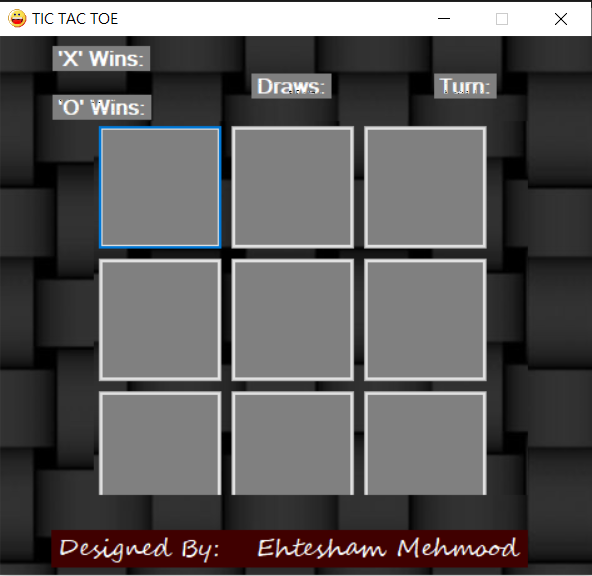 TIC TAC TOE
'X' Wins:
Draws:
Turn:
'O' Wins:
Designed By: Ehtesham Mehmood